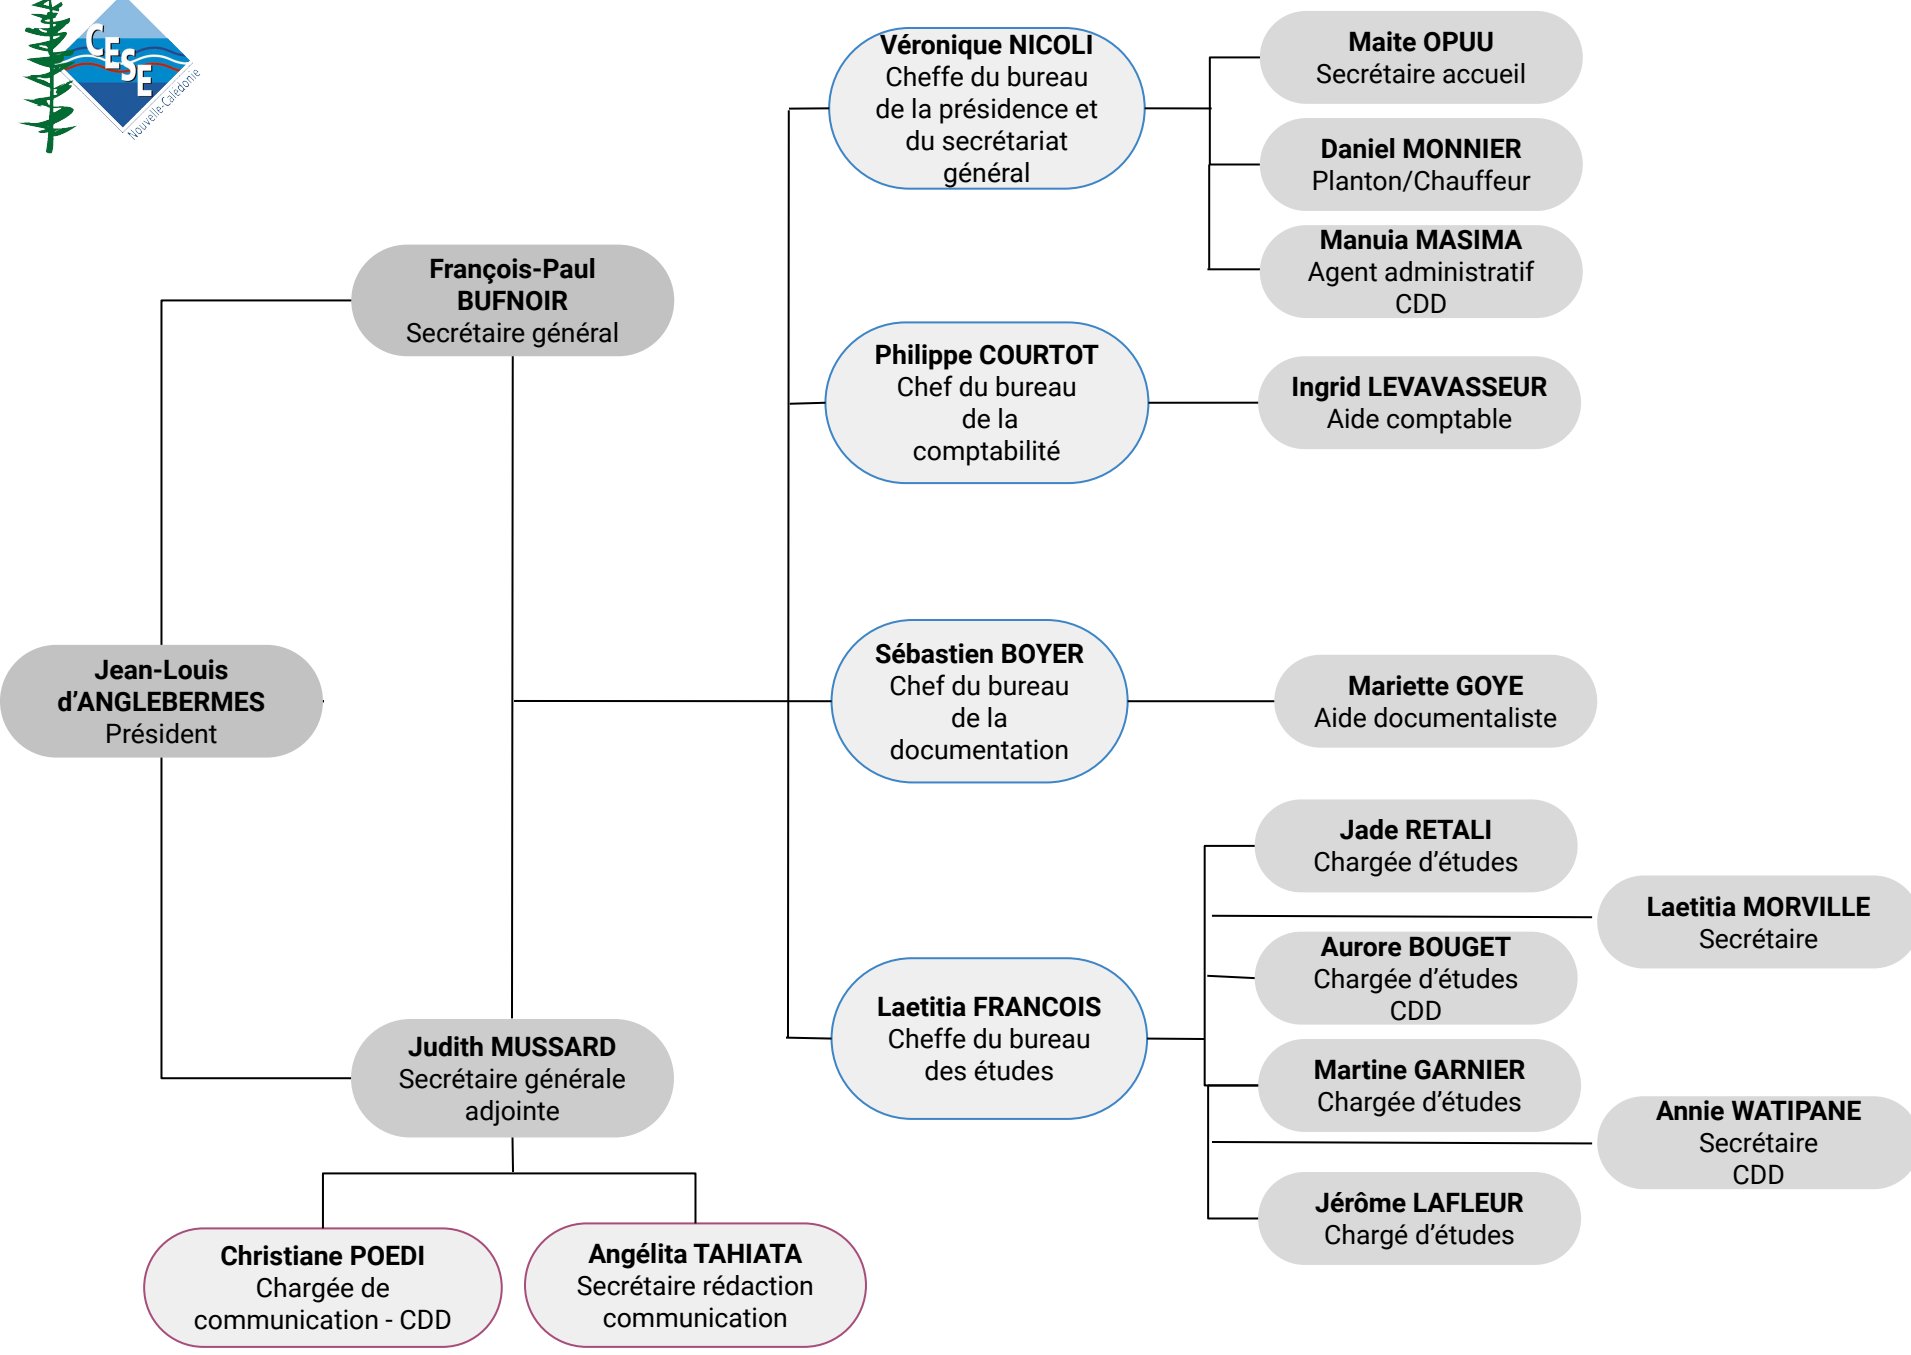 CESE
Nouvelle-Calédonie
Jean-Louis
d’ANGLEBERMES
Président
François-Paul
BUFNOIR
Secrétaire général
Judith MUSSARD
Secrétaire générale
adjointe
Christiane POEDI
Chargée de
communication - CDD
Angélita TAHIATA
Secrétaire rédaction
communication
Véronique NICOLI
Cheffe du bureau
de la présidence et
du secrétariat
général
Maite OPUU
Secrétaire accueil
Daniel MONNIER
Planton/Chauffeur
Manuia MASIMA
Agent administratif
CDD
Philippe COURTOT
Chef du bureau
de la
comptabilité
Ingrid LEVAVASSEUR
Aide comptable
Sébastien BOYER
Chef du bureau
de la
documentation
Mariette GOYE
Aide documentaliste
Laetitia FRANCOIS
Cheffe du bureau
des études
Jade RETALI
Chargée d’études
Laetitia MORVILLE
Secrétaire
Aurore BOUGET
Chargée d’études
CDD
Martine GARNIER
Chargée d’études
Annie WATIPANE
Secrétaire
CDD
Jérôme LAFLEUR
Chargé d’études